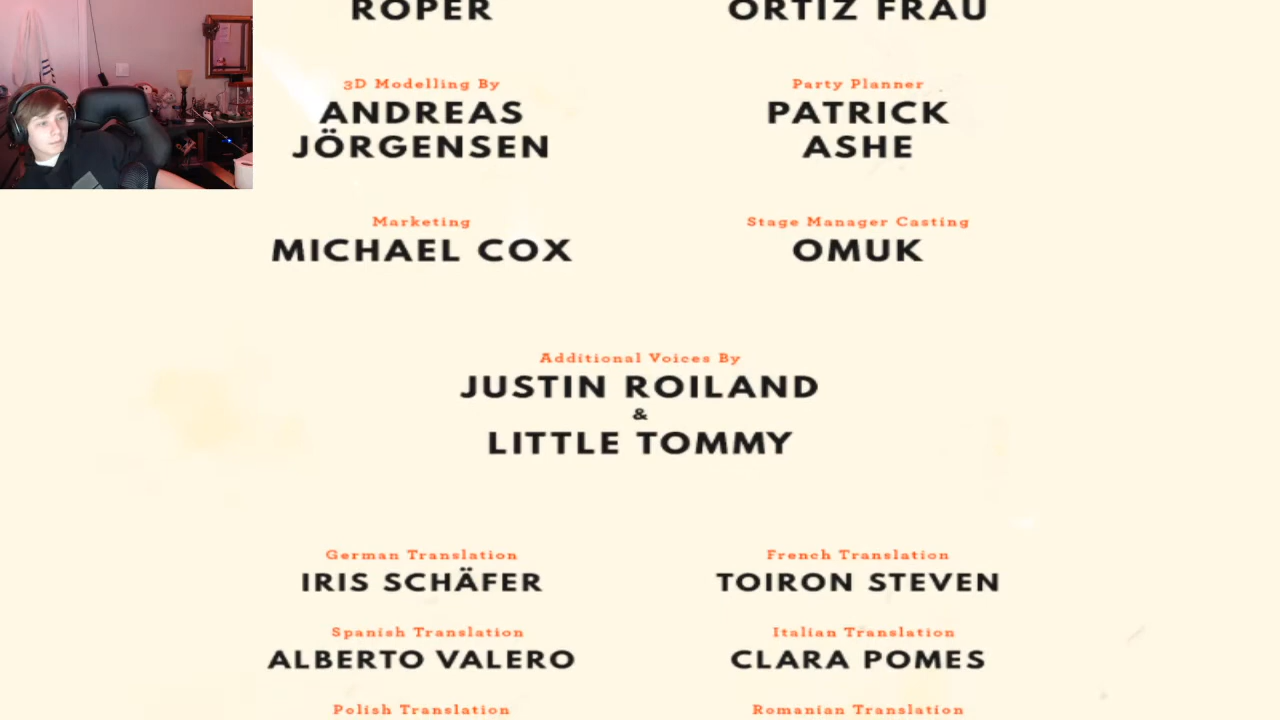 ROPER
ORTIZ FRAU
3D Modelling By
ANDREAS
JÖRGENSEN
Party Planner
PATRICK
ASHE
Marketing
MICHAEL COX
Stage Manager Casting
OMUK
Additional Voices By
JUSTIN ROILAND
&
LITTLE TOMMY
German Translation
IRIS SCHÄFER
French Translation
TOIRON STEVEN
Spanish Translation
ALBERTO VALERO
Italian Translation
CLARA POMES
Polish Translation
Romanian Translation